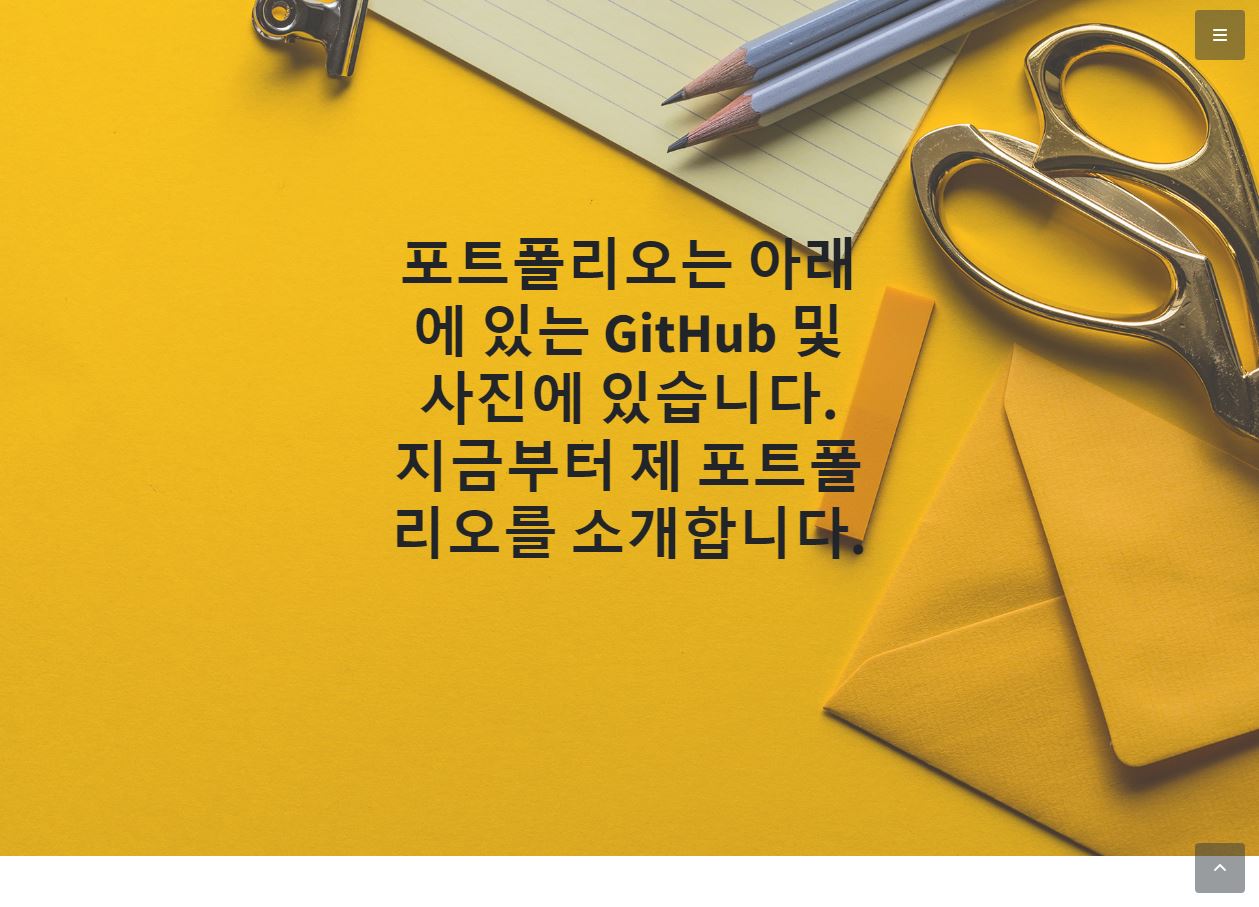 포트폴리오는 아래
에 있는 GitHub 및
사진에 있습니다.
지금부터 제 포트폴
리오를 소개합니다.